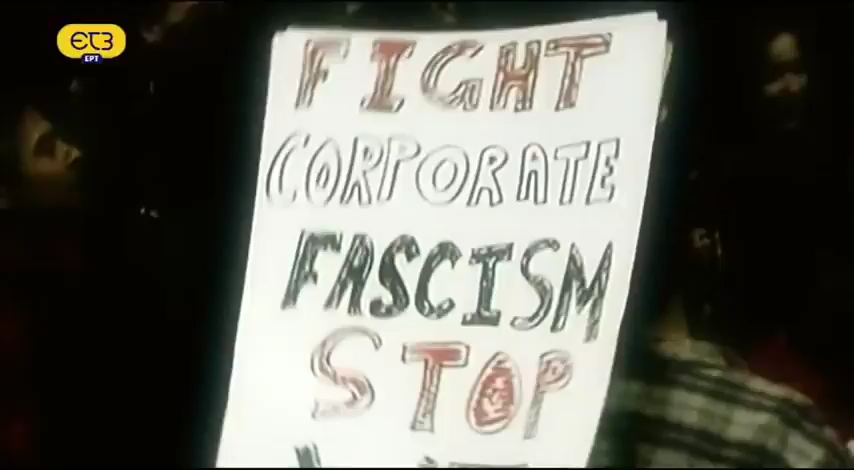 ΕΤ3
ΕΡΤ
FIGHT
CORPORATE
FASCISM
STOP